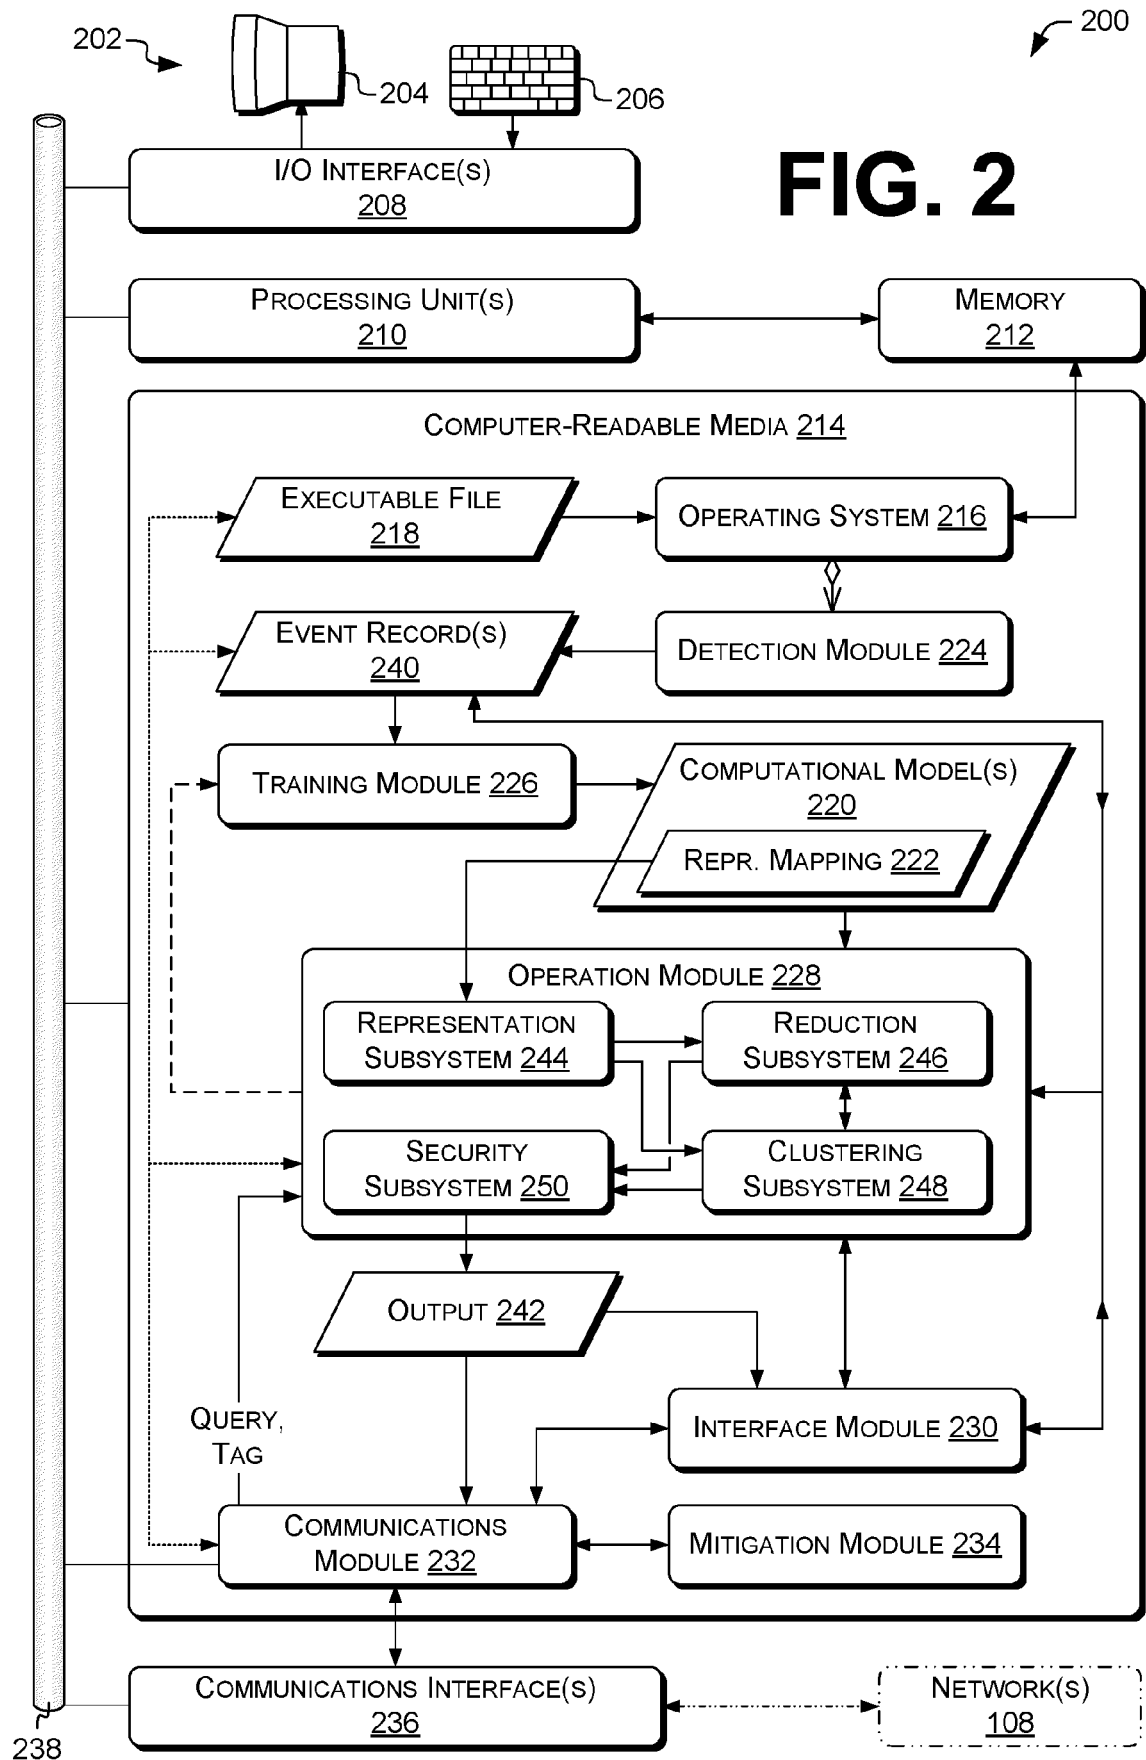 200
202
204
206
FIG. 2
I/O INTERFACE(S)
208
PROCESSING UNIT(S)
210
MEMORY
212
COMPUTER-READABLE MEDIA 214
EXECUTABLE FILE
218
OPERATING SYSTEM 216
EVENT RECORD(S)
240
DETECTION MODULE 224
TRAINING MODULE 226
COMPUTATIONAL MODEL(S)
220
REPR. MAPPING 222
OPERATION MODULE 228
REPRESENTATION
SUBSYSTEM 244
REDUCTION
SUBSYSTEM 246
SECURITY
SUBSYSTEM 250
CLUSTERING
SUBSYSTEM 248
OUTPUT 242
QUERY,
TAG
INTERFACE MODULE 230
COMMUNICATIONS
MODULE 232
MITIGATION MODULE 234
COMMUNICATIONS INTERFACE(S)
236
NETWORK(S)
108
238